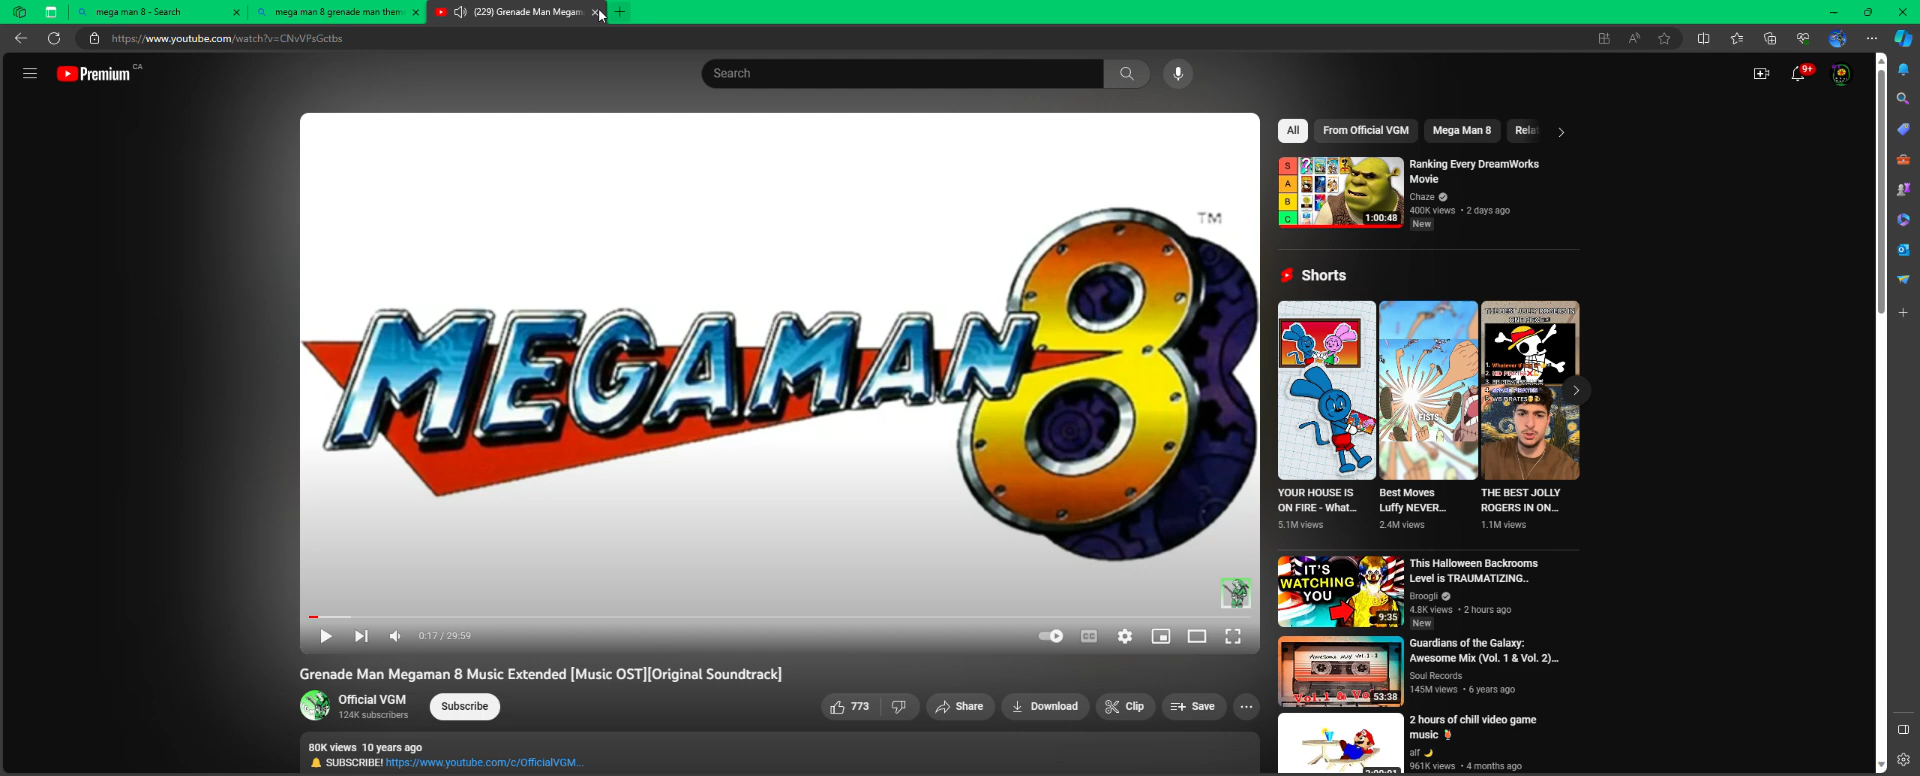 mega man 8 - Search
mega man 8 grenade man them
(229) Grenade Man Megam
https://www.youtube.com/watch?v=CNvVPsGctbs
Premium CA
Search
9+
All
From Official VGM
Mega Man 8
Relat
TM
MEGAMAN 8
S
A
B
C
1:00:48
Ranking Every DreamWorks
Movie
Chaze
400K views • 2 days ago
New
Shorts
THE BEST JOLLY ROGERS IN
FISTS
YOUR HOUSE IS
ON FIRE - What...
5.1M views
Best Moves
Luffy NEVER...
2.4M views
THE BEST JOLLY
ROGERS IN ON...
1.1M views
IT'S
WATCHING
YOU
9:35
This Halloween Backrooms
Level is TRAUMATIZING..
Broogli
4.8K views • 2 hours ago
New
53:38
Guardians of the Galaxy:
Awesome Mix (Vol. 1 & Vol. 2)...
Soul Records
145M views • 6 years ago
2 hours of chill video game
music
alf
961K views • 4 months ago
0:17 / 29:59
CC
Grenade Man Megaman 8 Music Extended [Music OST][Original Soundtrack]
Official VGM
124K subscribers
Subscribe
773
Share
Download
Clip
Save
80K views 10 years ago
SUBSCRIBE! https://www.youtube.com/c/OfficialVGM...